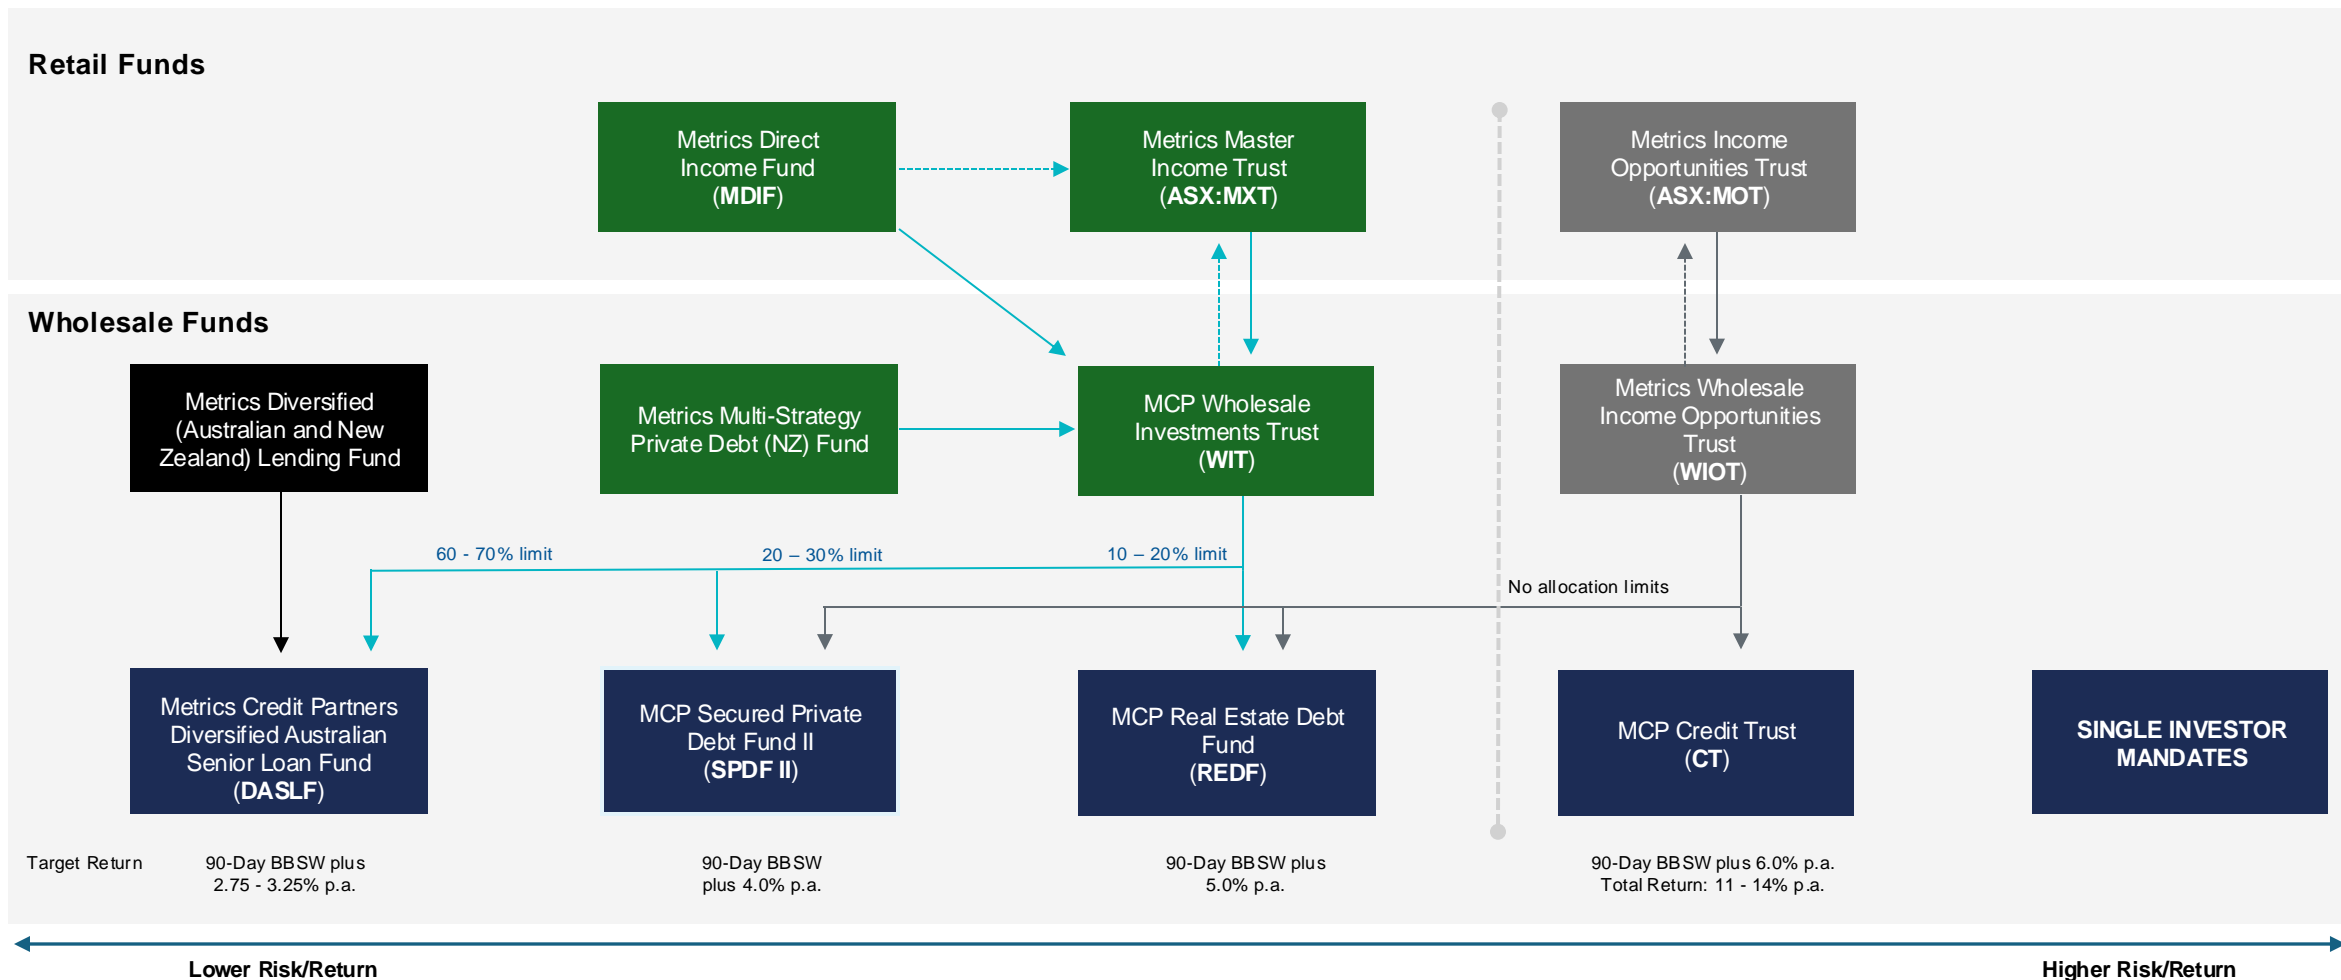 Retail Funds
Metrics Direct
Income Fund
(MDIF)
Metrics Master
Income Trust
(ASX:MXT)
Metrics Income
Opportunities Trust
(ASX:MOT)
Wholesale Funds
Metrics Diversified
(Australian and New
Zealand) Lending Fund
Metrics Multi-Strategy
Private Debt (NZ) Fund
MCP Wholesale
Investments Trust
(WIT)
Metrics Wholesale
Income Opportunities
Trust
(WIOT)
60 - 70% limit
20 – 30% limit
10 – 20% limit
No allocation limits
Metrics Credit Partners
Diversified Australian
Senior Loan Fund
(DASLF)
MCP Secured Private
Debt Fund II
(SPDF II)
MCP Real Estate Debt
Fund
(REDF)
MCP Credit Trust
(CT)
SINGLE INVESTOR
MANDATES
Target Return
90-Day BBSW plus
2.75 - 3.25% p.a.
90-Day BBSW
plus 4.0% p.a.
90-Day BBSW plus
5.0% p.a.
90-Day BBSW plus 6.0% p.a.
Total Return: 11 - 14% p.a.
Lower Risk/Return
Higher Risk/Return